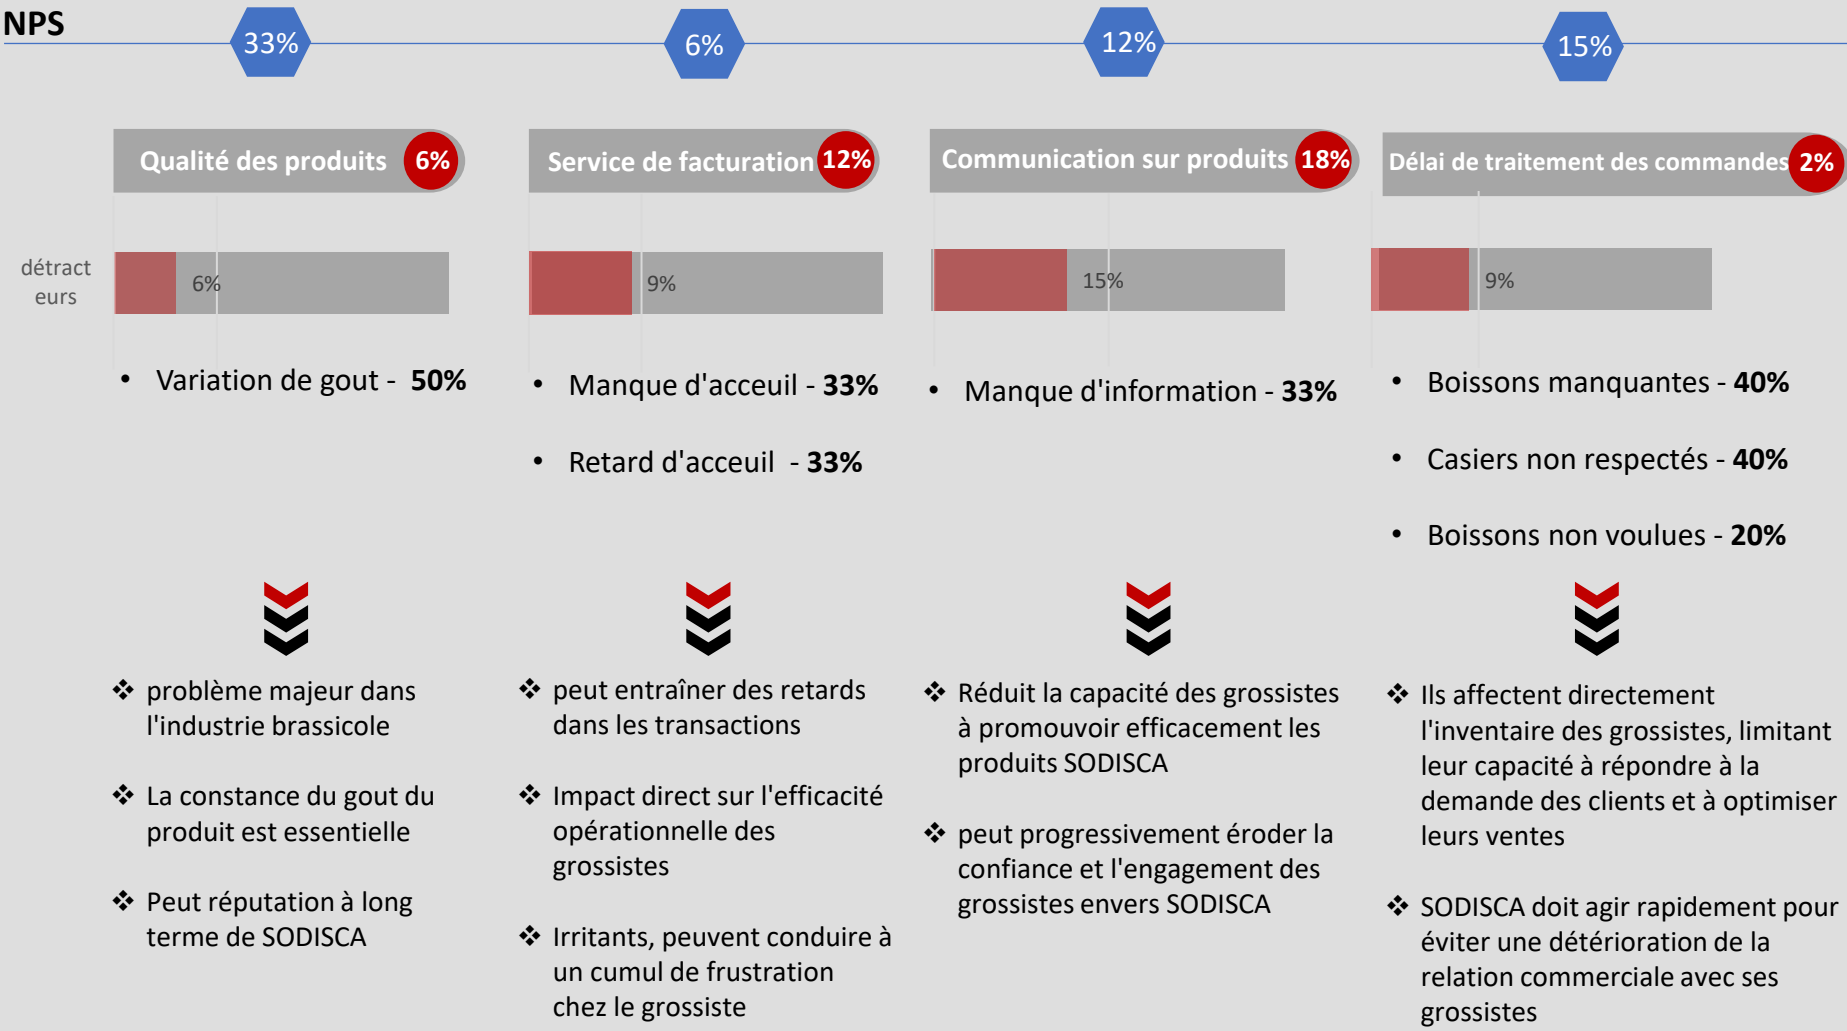 NPS
33%
6%
12%
15%
Qualité des produits 6%
Service de facturation 12%
Communication sur produits 18%
Délai de traitement des commandes 2%
détract
eurs
6%
9%
15%
9%
• Variation de gout - 50%
• Manque d'acceuil - 33%
• Retard d'acceuil - 33%
• Manque d'information - 33%
• Boissons manquantes - 40%
• Casiers non respectés - 40%
• Boissons non voulues - 20%
❖ problème majeur dans
l'industrie brassicole
❖ La constance du gout du
produit est essentielle
❖ Peut réputation à long
terme de SODISCA
❖ peut entraîner des retards
dans les transactions
❖ Impact direct sur l'efficacité
opérationnelle des
grossistes
❖ Irritants, peuvent conduire à
un cumul de frustration
chez le grossiste
❖ Réduit la capacité des grossistes
à promouvoir efficacement les
produits SODISCA
❖ peut progressivement éroder la
confiance et l'engagement des
grossistes envers SODISCA
❖ Ils affectent directement
l'inventaire des grossistes, limitant
leur capacité à répondre à la
demande des clients et à optimiser
leurs ventes
❖ SODISCA doit agir rapidement pour
éviter une détérioration de la
relation commerciale avec ses
grossistes